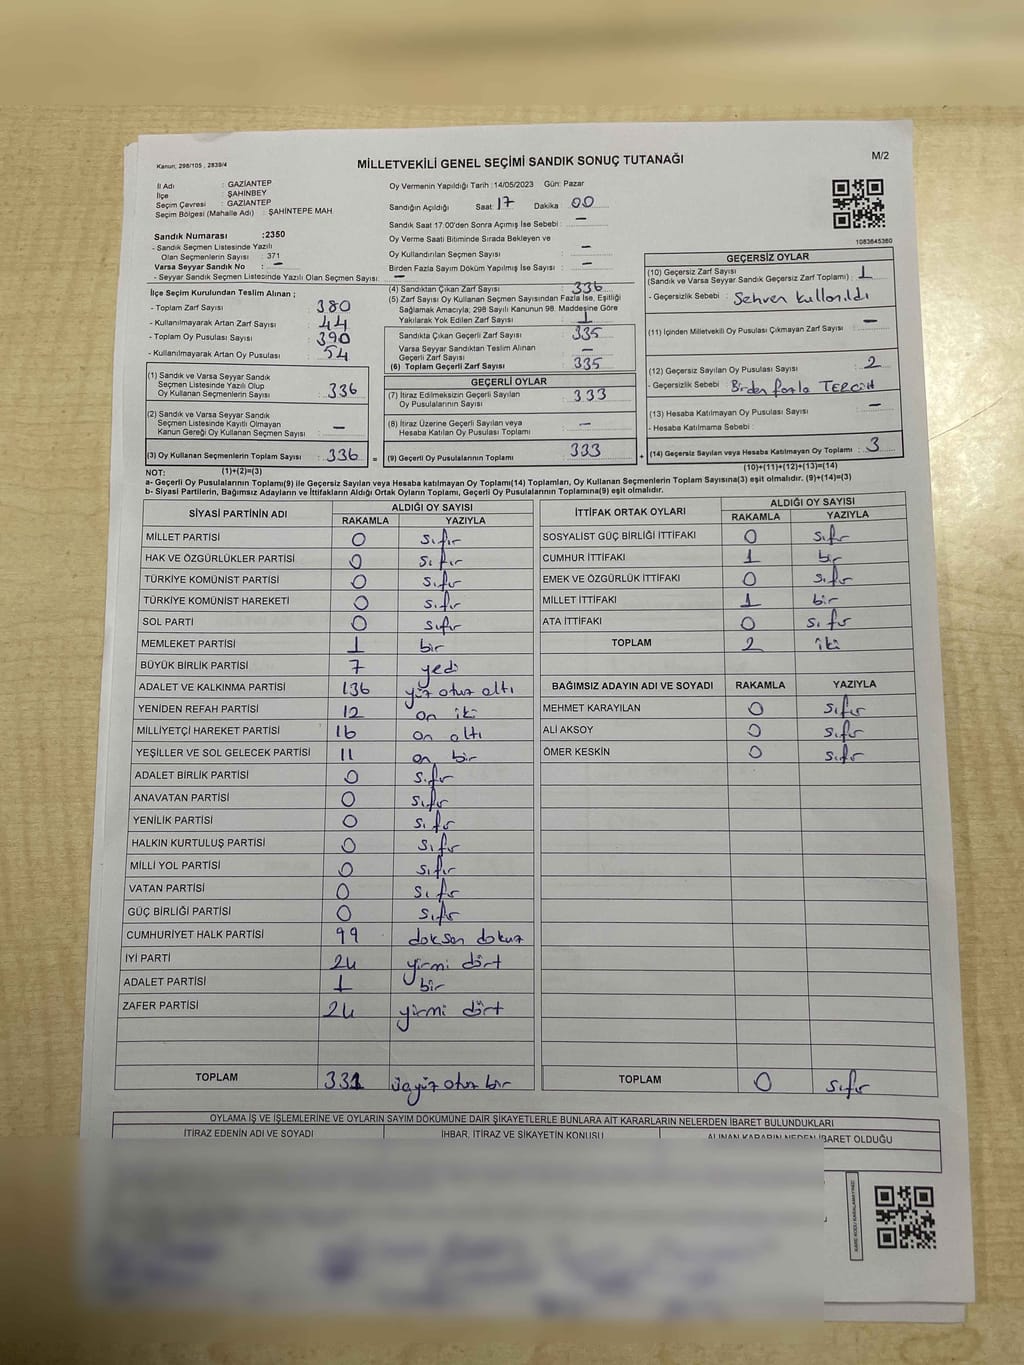 Kanun; 298/105 , 2839/4
MİLLETVEKİLİ GENEL SEÇİMİ SANDIK SONUÇ TUTANAĞI
M/2
İl Adı : GAZİANTEP
İlçe : ŞAHİNBEY
Seçim Çevresi : GAZİANTEP
Seçim Bölgesi (Mahalle Adı) : ŞAHİNTEPE MAH.
Oy Vermenin Yapıldığı Tarih :14/05/2023 Gün: Pazar
Sandığın Açıldığı Saat: 17 Dakika 00
Sandık Saat 17:00'den Sonra Açımış İse Sebebi : —
Oy Verme Saati Bitiminde Sırada Bekleyen ve
Oy Kullandırılan Seçmen Sayısı : —
Birden Fazla Sayım Döküm Yapılmış İse Sayısı : —
1083645360
Sandık Numarası :2350
- Sandık Seçmen Listesinde Yazılı
Olan Seçmenlerin Sayısı : 371
Varsa Seyyar Sandık No : —
- Seyyar Sandık Seçmen Listesinde Yazılı Olan Seçmen Sayısı: —
İlçe Seçim Kurulundan Teslim Alınan ;
- Toplam Zarf Sayısı : 380
- Kullanılmayarak Artan Zarf Sayısı : 44
- Toplam Oy Pusulası Sayısı : 390
- Kullanılmayarak Artan Oy Pusulası : 54
(1) Sandık ve Varsa Seyyar Sandık
Seçmen Listesinde Yazılı Olup
Oy Kullanan Seçmenlerin Sayısı : 336
(2) Sandık ve Varsa Seyyar Sandık
Seçmen Listesinde Kayıtlı Olmayan
Kanun Gereği Oy Kullanan Seçmen Sayısı : —
(3) Oy Kullanan Seçmenlerin Toplam Sayısı : 336 =
(4) Sandıktan Çıkan Zarf Sayısı : 336
(5) Zarf Sayısı Oy Kullanan Seçmen Sayısından Fazla İse, Eşitliği
Sağlamak Amacıyla; 298 Sayılı Kanunun 98. Maddesine Göre
Yakılarak Yok Edilen Zarf Sayısı : 1
Sandıkta Çıkan Geçerli Zarf Sayısı : 335
Varsa Seyyar Sandıktan Teslim Alınan
Geçerli Zarf Sayısı : —
(6) Toplam Geçerli Zarf Sayısı : 335
GEÇERLİ OYLAR
(7) İtiraz Edilmeksizin Geçerli Sayılan
Oy Pusulalarının Sayısı : 333
(8) İtiraz Üzerine Geçerli Sayılan veya
Hesaba Katılan Oy Pusulası Toplamı : —
(9) Geçerli Oy Pusulalarının Toplamı : 333 +
GEÇERSİZ OYLAR
(10) Geçersiz Zarf Sayısı
(Sandık ve Varsa Seyyar Sandık Geçersiz Zarf Toplamı) : 1
- Geçersizlik Sebebi : Sehven kullanıldı
(11) İçinden Milletvekili Oy Pusulası Çıkmayan Zarf Sayısı : —
(12) Geçersiz Sayılan Oy Pusulası Sayısı : 2
- Geçersizlik Sebebi : Birden fazla TERCİH
(13) Hesaba Katılmayan Oy Pusulası Sayısı : —
- Hesaba Katılmama Sebebi :
(14) Geçersiz Sayılan veya Hesaba Katılmayan Oy Toplamı : 3
NOT: (1)+(2)=(3) (10)+(11)+(12)+(13)=(14)
a- Geçerli Oy Pusulalarının Toplamı(9) ile Geçersiz Sayılan veya Hesaba katılmayan Oy Toplamı(14) Toplamları, Oy Kullanan Seçmenlerin Toplam Sayısına(3) eşit olmalıdır. (9)+(14)=(3)
b- Siyasi Partilerin, Bağımsız Adayların ve İttifakların Aldığı Ortak Oyların Toplamı, Geçerli Oy Pusulalarının Toplamına(9) eşit olmalıdır.
SİYASİ PARTİNİN ADI ALDIĞI OY SAYISI
RAKAMLA YAZIYLA
MİLLET PARTİSİ 0 sıfır
HAK VE ÖZGÜRLÜKLER PARTİSİ 0 sıfır
TÜRKİYE KOMÜNİST PARTİSİ 0 sıfır
TÜRKİYE KOMÜNİST HAREKETİ 0 sıfır
SOL PARTİ 0 sıfır
MEMLEKET PARTİSİ 1 bir
BÜYÜK BİRLİK PARTİSİ 7 yedi
ADALET VE KALKINMA PARTİSİ 136 yüz otuz altı
YENİDEN REFAH PARTİSİ 12 on iki
MİLLİYETÇİ HAREKET PARTİSİ 16 on altı
YEŞİLLER VE SOL GELECEK PARTİSİ 11 on bir
ADALET BİRLİK PARTİSİ 0 sıfır
ANAVATAN PARTİSİ 0 sıfır
YENİLİK PARTİSİ 0 sıfır
HALKIN KURTULUŞ PARTİSİ 0 sıfır
MİLLİ YOL PARTİSİ 0 sıfır
VATAN PARTİSİ 0 sıfır
GÜÇ BİRLİĞİ PARTİSİ 0 sıfır
CUMHURİYET HALK PARTİSİ 99 doksan dokuz
İYİ PARTİ 24 yirmi dört
ADALET PARTİSİ 1 bir
ZAFER PARTİSİ 24 yirmi dört
TOPLAM 331 üçyüz otuz bir
İTTİFAK ORTAK OYLARI ALDIĞI OY SAYISI
RAKAMLA YAZIYLA
SOSYALİST GÜÇ BİRLİĞİ İTTİFAKI 0 sıfır
CUMHUR İTTİFAKI 1 bir
EMEK VE ÖZGÜRLÜK İTTİFAKI 0 sıfır
MİLLET İTTİFAKI 1 bir
ATA İTTİFAKI 0 sıfır
TOPLAM 2 iki
BAĞIMSIZ ADAYIN ADI VE SOYADI RAKAMLA YAZIYLA
MEHMET KARAYILAN 0 sıfır
ALİ AKSOY 0 sıfır
ÖMER KESKİN 0 sıfır
TOPLAM 0 sıfır
OYLAMA İŞ VE İŞLEMLERİNE VE OYLARIN SAYIM DÖKÜMÜNE DAİR ŞİKAYETLERLE BUNLARA AİT KARARLARIN NELERDEN İBARET BULUNDUKLARI
İTİRAZ EDENİN ADI VE SOYADI İHBAR, İTİRAZ VE ŞİKAYETİN KONUSU ALINAN KARARIN NEDEN İBARET OLDUĞU
KARE KODU KARALAMAYINIZ!